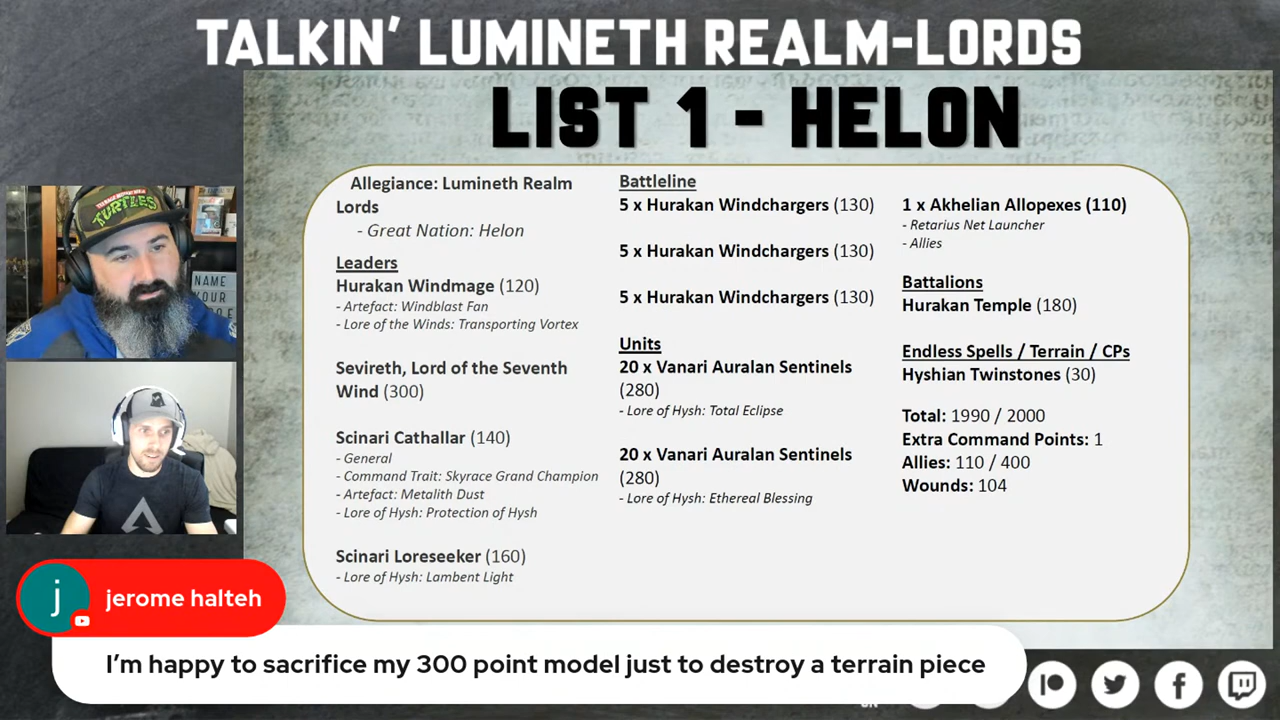 TALKIN' LUMINETH REALM-LORDS
LIST 1 - HELON
Allegiance: Lumineth Realm
Lords
- Great Nation: Helon
Leaders
Hurakan Windmage (120)
- Artefact: Windblast Fan
- Lore of the Winds: Transporting Vortex
Sevireth, Lord of the Seventh
Wind (300)
Scinari Cathallar (140)
- General
- Command Trait: Skyrace Grand Champion
- Artefact: Metalith Dust
- Lore of Hysh: Protection of Hysh
Scinari Loreseeker (160)
- Lore of Hysh: Lambent Light
Battleline
5 x Hurakan Windchargers (130)
5 x Hurakan Windchargers (130)
5 x Hurakan Windchargers (130)
Units
20 x Vanari Auralan Sentinels
(280)
- Lore of Hysh: Total Eclipse
20 x Vanari Auralan Sentinels
(280)
- Lore of Hysh: Ethereal Blessing
1 x Akhelian Allopexes (110)
- Retarius Net Launcher
- Allies
Battalions
Hurakan Temple (180)
Endless Spells / Terrain / CPs
Hyshian Twinstones (30)
Total: 1990 / 2000
Extra Command Points: 1
Allies: 110 / 400
Wounds: 104
TURTLES
NAME
YOUR
j
jerome halteh
I'm happy to sacrifice my 300 point model just to destroy a terrain piece